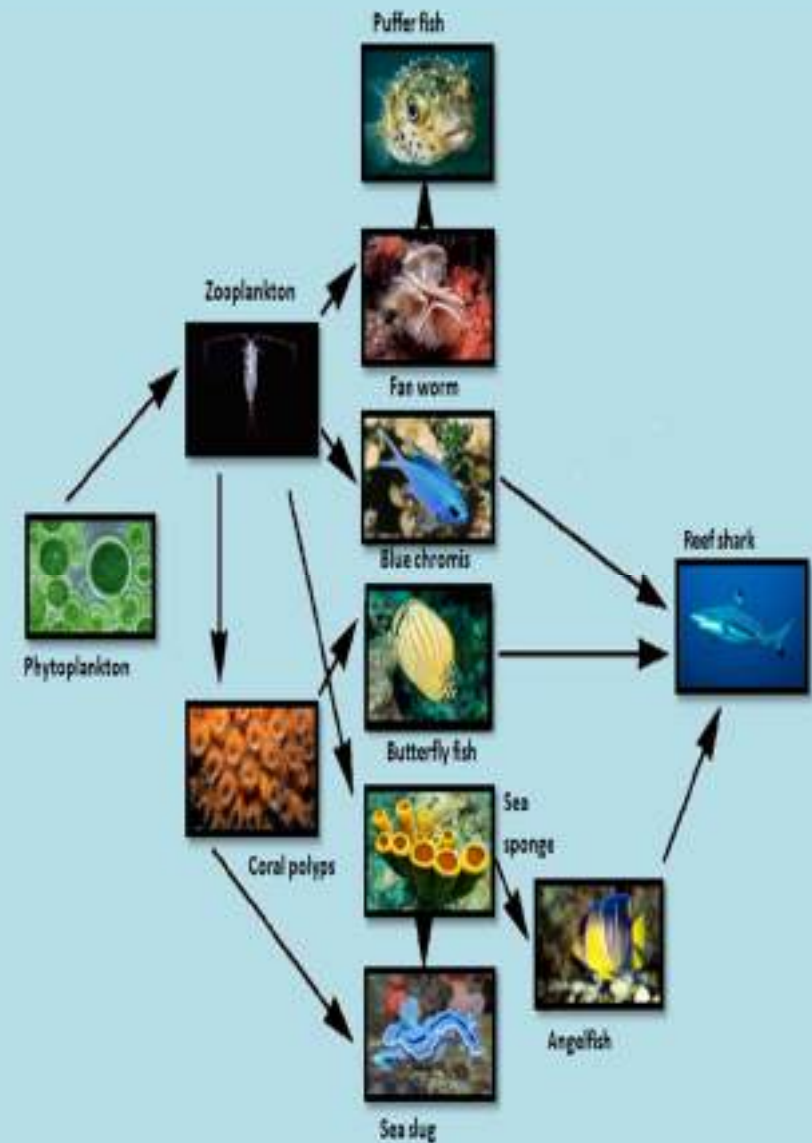 Puffer fish
Zooplankton
Fan worm
Blue chromis
Reef shark
Phytoplankton
Butterfly fish
Sea
sponge
Coral polyps
Angelfish
Sea slug